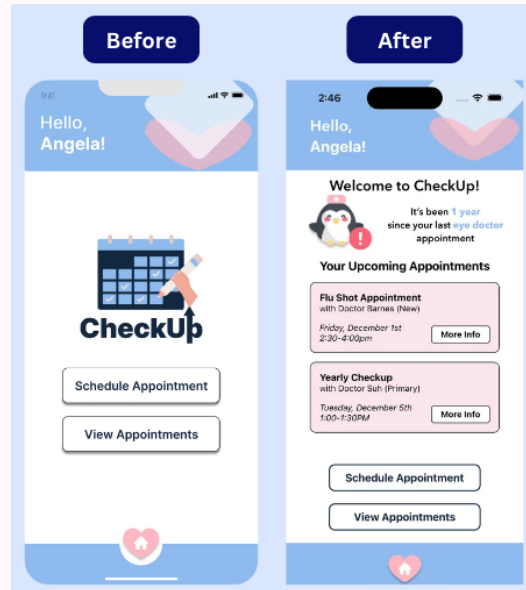 Before
After
9:41
Hello,
Angela!
CheckUp
Schedule Appointment
View Appointments
2:46
Hello,
Angela!
Welcome to CheckUp!
It's been 1 year
since your last eye doctor
appointment
Your Upcoming Appointments
Flu Shot Appointment
with Doctor Barnes (New)
Friday, December 1st
2:30-4:00pm
More Info
Yearly Checkup
with Doctor Suh (Primary)
Tuesday, December 5th
1:00-1:30PM
More Info
Schedule Appointment
View Appointments